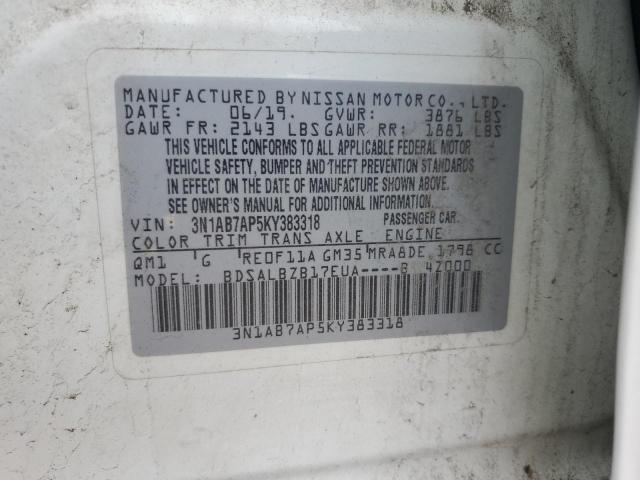 MANUFACTURED BY NISSAN MOTOR CO., LTD.
DATE: 06/19. GVWR: 3876 LBS
GAWR FR: 2143 LBS GAWR RR: 1881 LBS
THIS VEHICLE CONFORMS TO ALL APPLICABLE FEDERAL MOTOR
VEHICLE SAFETY, BUMPER AND THEFT PREVENTION STANDARDS
IN EFFECT ON THE DATE OF MANUFACTURE SHOWN ABOVE.
SEE OWNER'S MANUAL FOR ADDITIONAL INFORMATION.
VIN: 3N1AB7AP5KY383318 PASSENGER CAR.
COLOR TRIM TRANS AXLE ENGINE
QM1 G RE0F11A GM35 MRA8DE 1798 CC
MODEL: BDSALBZB17EUA----G 4Z000
3N1AB7AP5KY383318